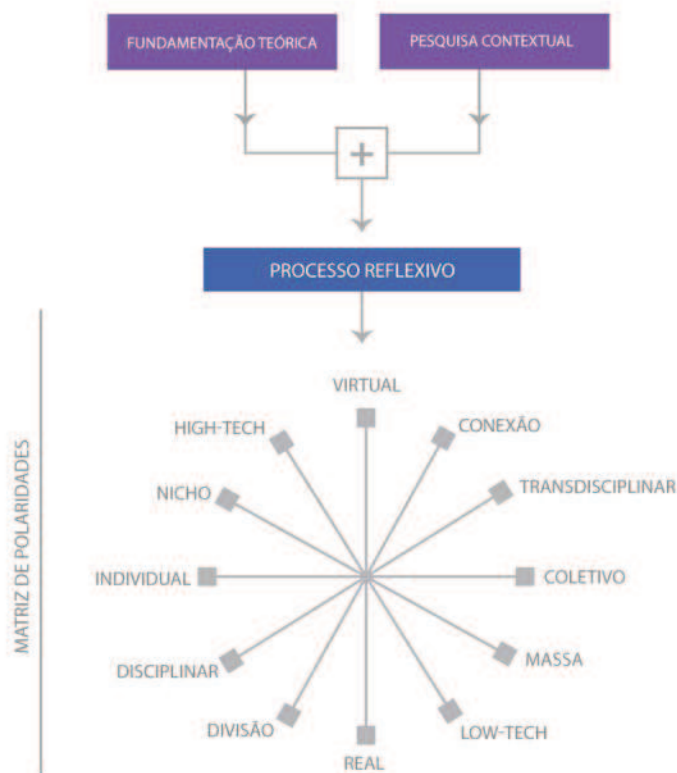 FUNDAMENTAÇÃO TEÓRICA
PESQUISA CONTEXTUAL
+
PROCESSO REFLEXIVO
MATRIZ DE POLARIDADES
VIRTUAL
HIGH-TECH
CONEXÃO
NICHO
TRANSDISCIPLINAR
INDIVIDUAL
COLETIVO
DISCIPLINAR
MASSA
DIVISÃO
LOW-TECH
REAL